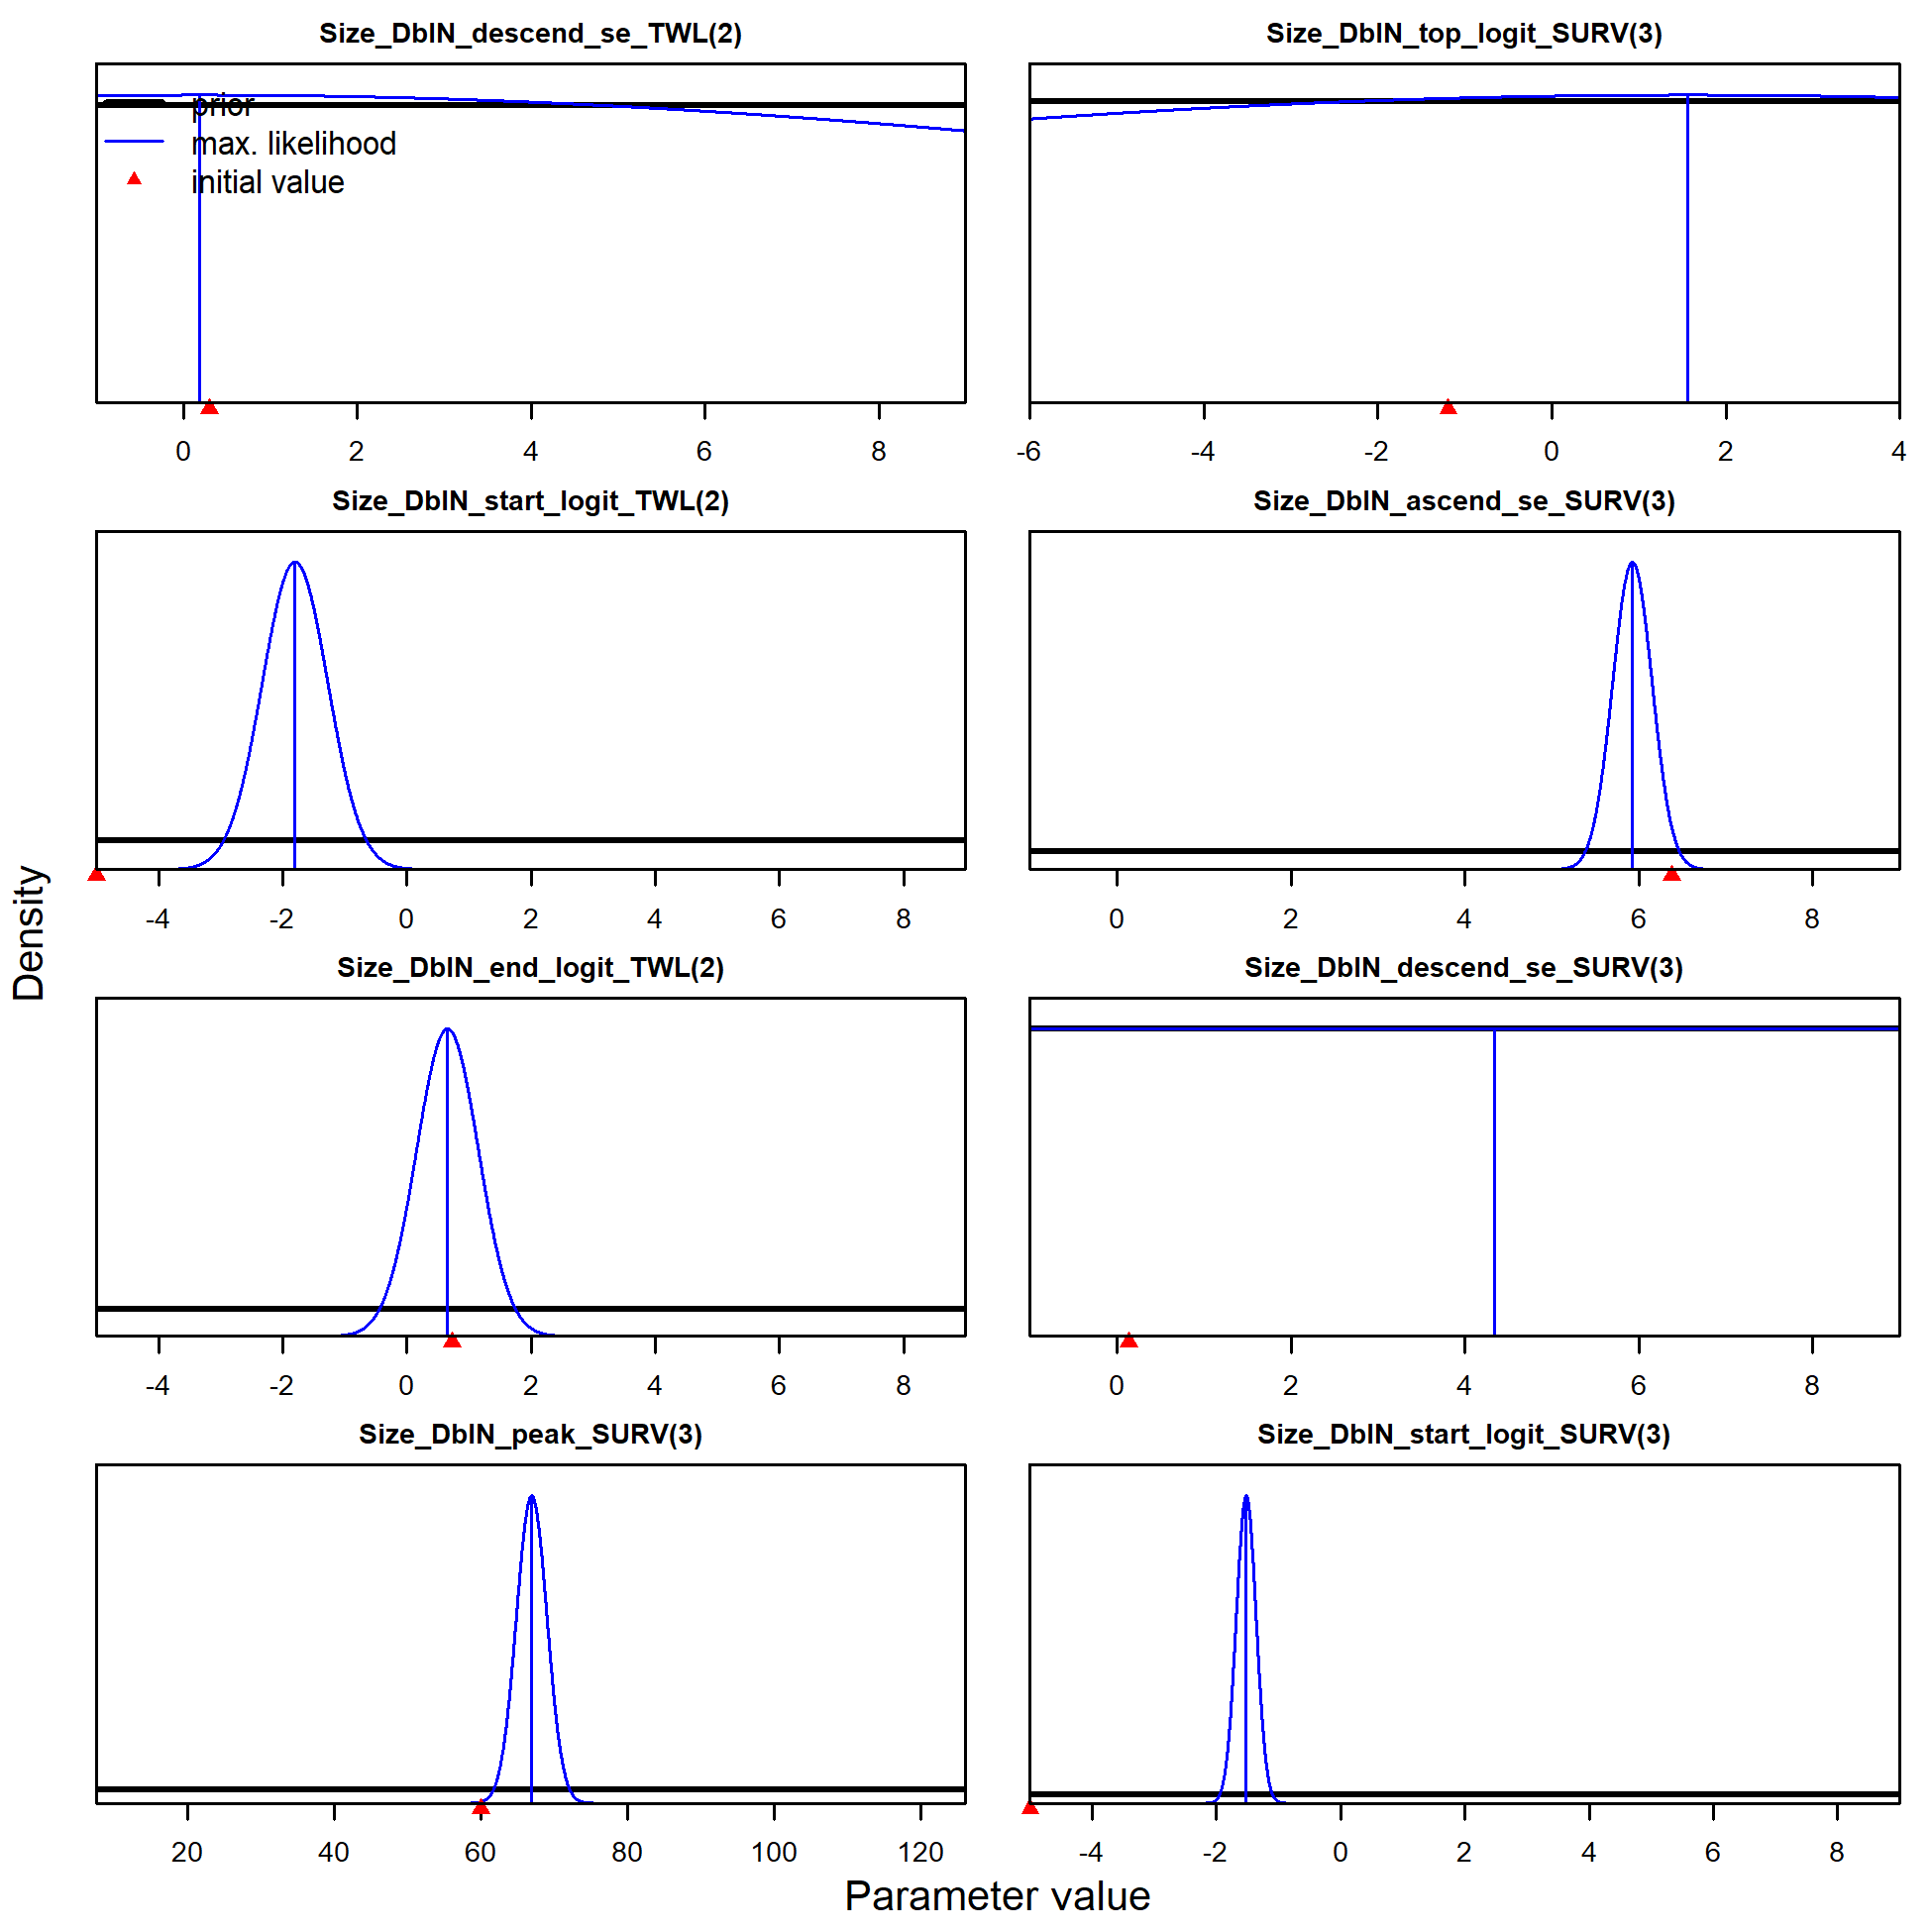 Size_DblN_descend_se_TWL(2)
prior
max. likelihood
initial value
0 2 4 6 8
Size_DblN_top_logit_SURV(3)
-6 -4 -2 0 2 4
Size_DblN_start_logit_TWL(2)
-4 -2 0 2 4 6 8
Size_DblN_ascend_se_SURV(3)
0 2 4 6 8
Size_DblN_end_logit_TWL(2)
-4 -2 0 2 4 6 8
Size_DblN_descend_se_SURV(3)
0 2 4 6 8
Size_DblN_peak_SURV(3)
20 40 60 80 100 120
Size_DblN_start_logit_SURV(3)
-4 -2 0 2 4 6 8
Density
Parameter value